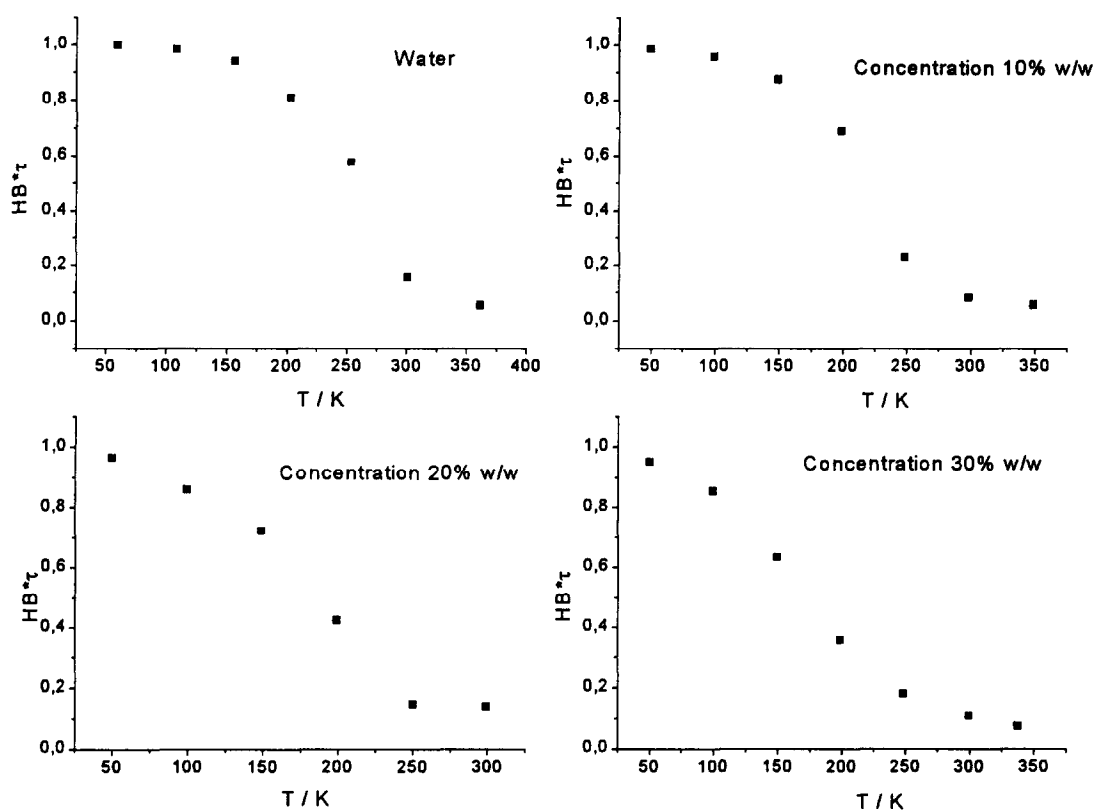 Water
HB*τ
1,0
0,8
0,6
0,4
0,2
0,0
50 100 150 200 250 300 350 400
T / K
Concentration 10% w/w
HB*τ
1,0
0,8
0,6
0,4
0,2
0,0
50 100 150 200 250 300 350
T / K
Concentration 20% w/w
HB*τ
1,0
0,8
0,6
0,4
0,2
0,0
50 100 150 200 250 300
T / K
Concentration 30% w/w
HB*τ
1,0
0,8
0,6
0,4
0,2
0,0
50 100 150 200 250 300 350
T / K